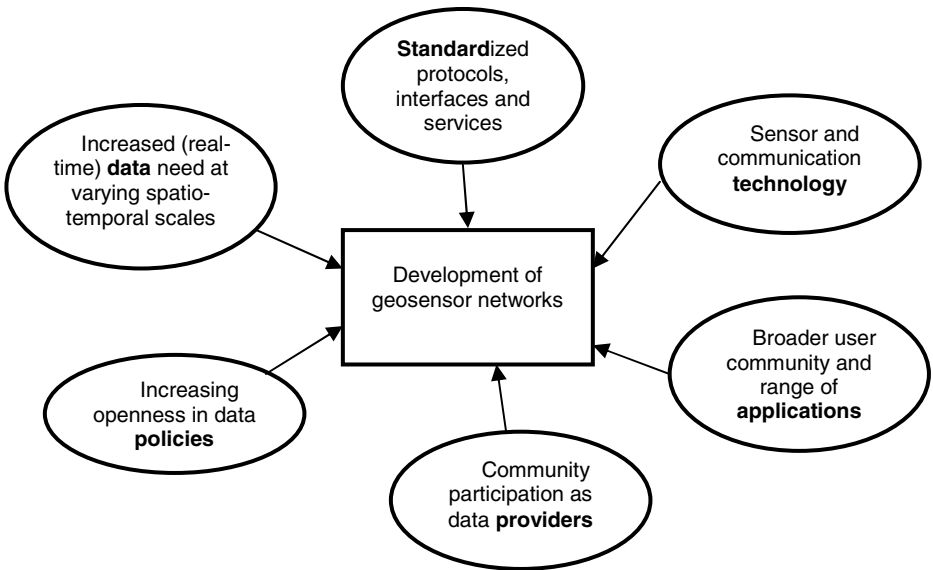 Standardized
protocols,
interfaces and
services
Increased (real-
time) data need at
varying spatio-
temporal scales
Sensor and
communication
technology
Development of
geosensor networks
Broader user
community and
range of
applications
Increasing
openness in data
policies
Community
participation as
data providers